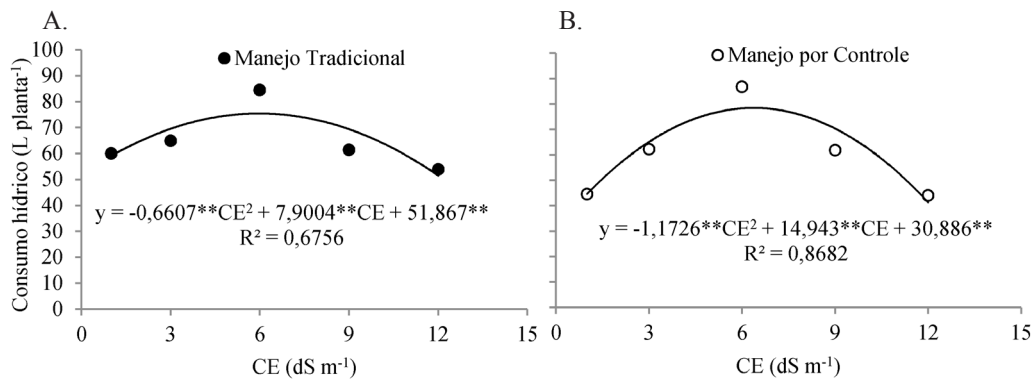 A.
B.
Manejo Tradicional
Manejo por Controle
Consumo hídrico (L planta⁻¹)
100
90
80
70
60
50
40
30
20
10
0
y = -0,6607**CE² + 7,9004**CE + 51,867**
R² = 0,6756
y = -1,1726**CE² + 14,943**CE + 30,886**
R² = 0,8682
0 3 6 9 12 15
0 3 6 9 12 15
CE (dS m⁻¹)
CE (dS m⁻¹)